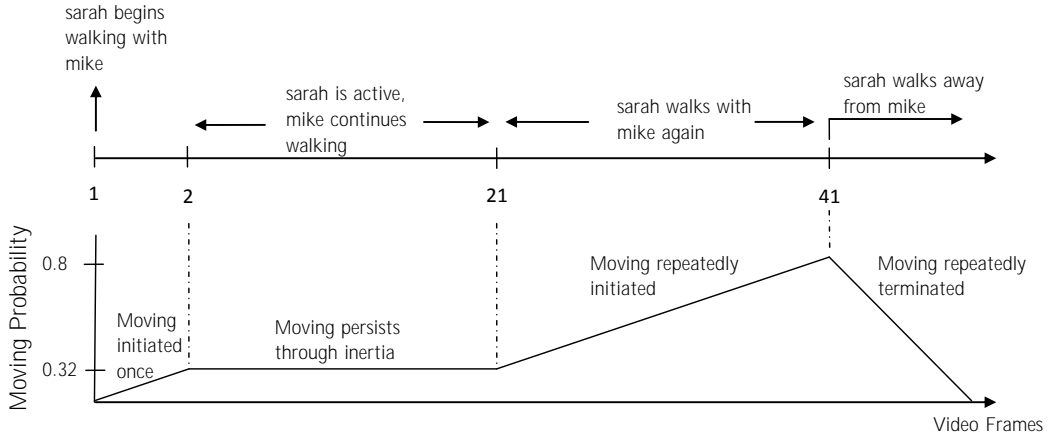 sarah begins
walking with
mike
sarah is active,
mike continues
walking
sarah walks with
mike again
sarah walks away
from mike
1
2
21
41
Moving Probability
0.8
0.32
Moving
initiated
once
Moving persists
through inertia
Moving repeatedly
initiated
Moving repeatedly
terminated
Video Frames